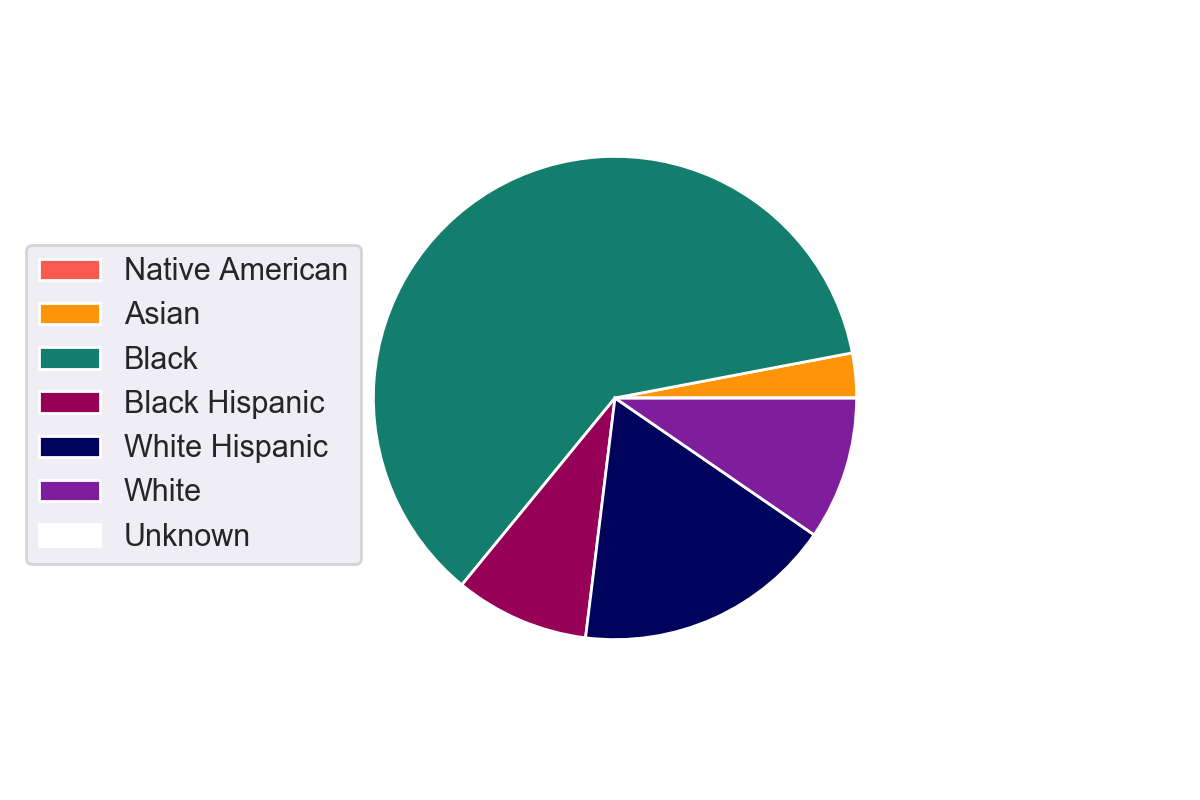 Native American
Asian
Black
Black Hispanic
White Hispanic
White
Unknown